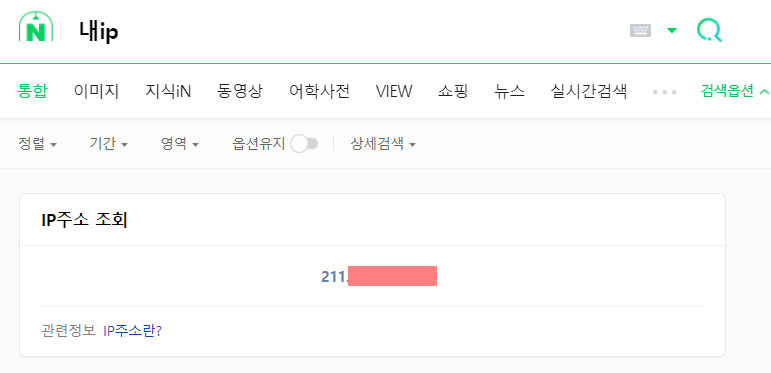 N 내ip
통합 이미지 지식iN 동영상 어학사전 VIEW 쇼핑 뉴스 실시간검색 검색옵션
정렬 기간 영역 옵션유지 상세검색
IP주소 조회
211.
관련정보 IP주소란?